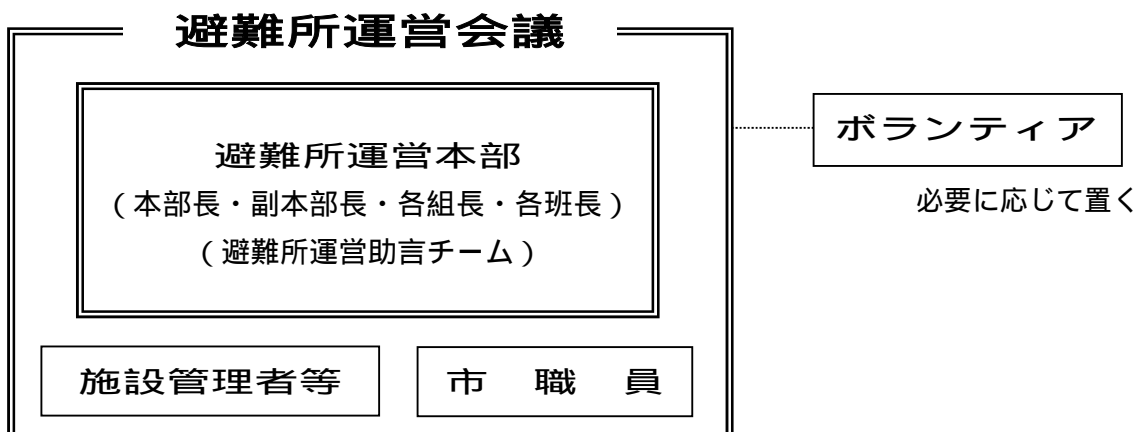 避難所運営会議
避難所運営本部
(本部長・副本部長・各組長・各班長)
(避難所運営助言チーム)
ボランティア
必要に応じて置く
施設管理者等
市 職 員